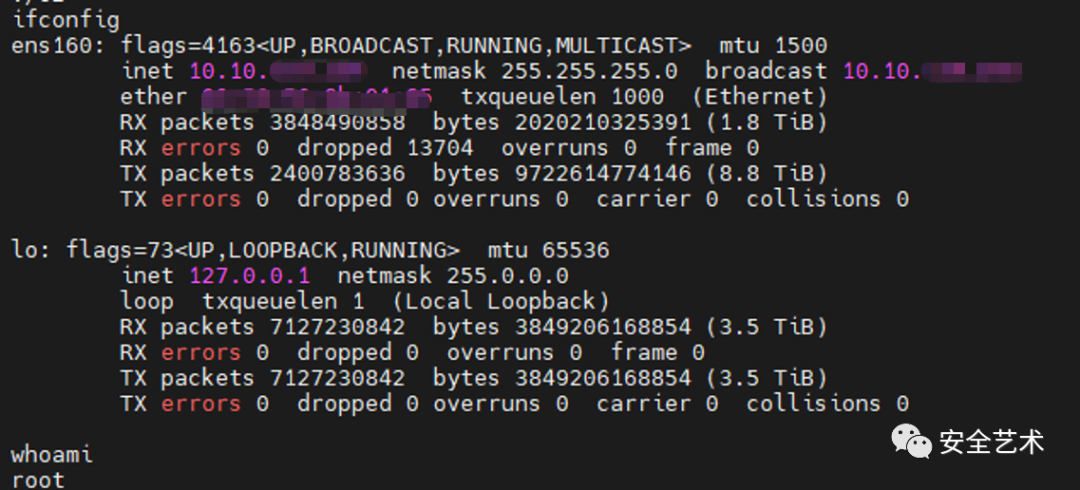 ifconfig
ens160: flags=4163<UP,BROADCAST,RUNNING,MULTICAST>  mtu 1500
inet 10.10. netmask 255.255.255.0  broadcast 10.10.
ether txqueuelen 1000  (Ethernet)
RX packets 3848490858  bytes 2020210325391 (1.8 TiB)
RX errors 0  dropped 13704  overruns 0  frame 0
TX packets 2400783636  bytes 9722614774146 (8.8 TiB)
TX errors 0  dropped 0 overruns 0  carrier 0  collisions 0
lo: flags=73<UP,LOOPBACK,RUNNING>  mtu 65536
inet 127.0.0.1  netmask 255.0.0.0
loop  txqueuelen 1  (Local Loopback)
RX packets 7127230842  bytes 3849206168854 (3.5 TiB)
RX errors 0  dropped 0  overruns 0  frame 0
TX packets 7127230842  bytes 3849206168854 (3.5 TiB)
TX errors 0  dropped 0 overruns 0  carrier 0  collisions 0
whoami
root
安全艺术